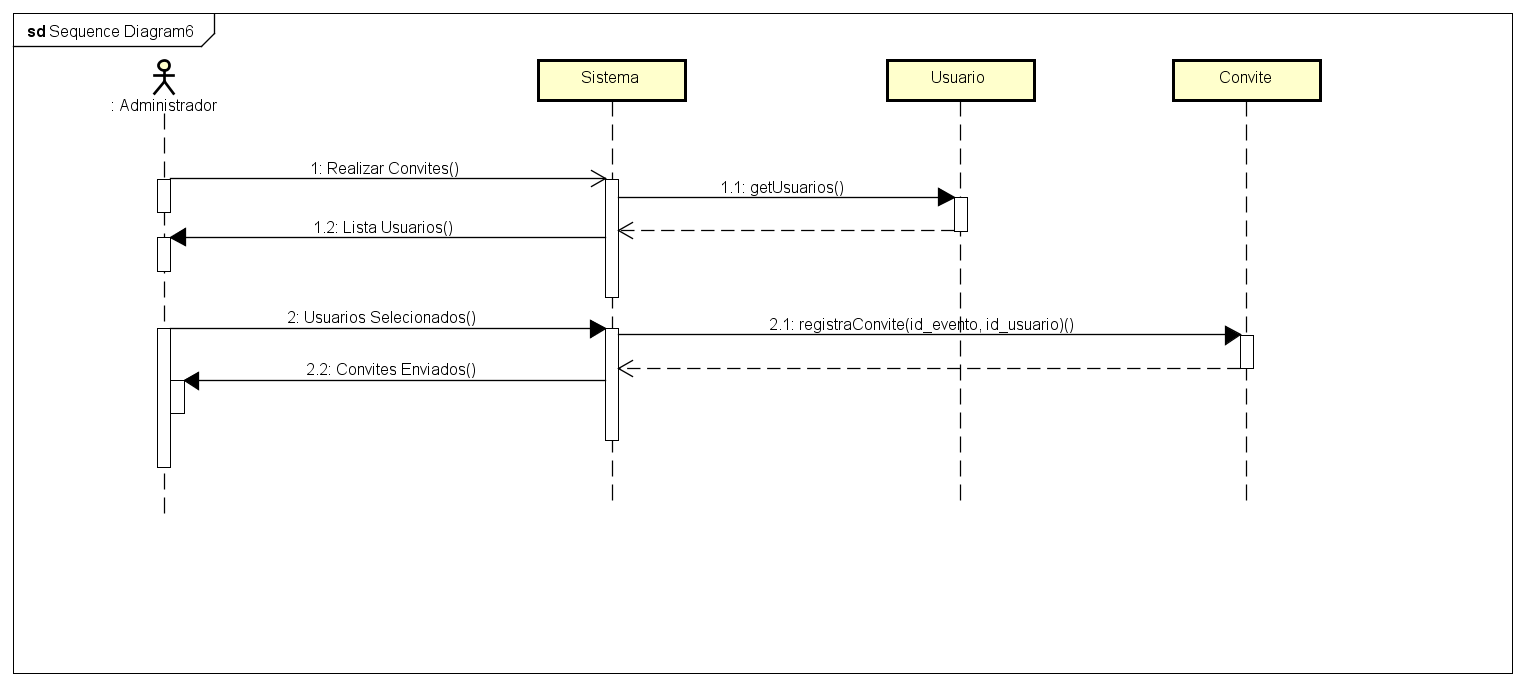 sd Sequence Diagram6
: Administrador
Sistema
Usuario
Convite
1: Realizar Convites()
1.1: getUsuarios()
1.2: Lista Usuarios()
2: Usuarios Selecionados()
2.1: registraConvite(id_evento, id_usuario)()
2.2: Convites Enviados()